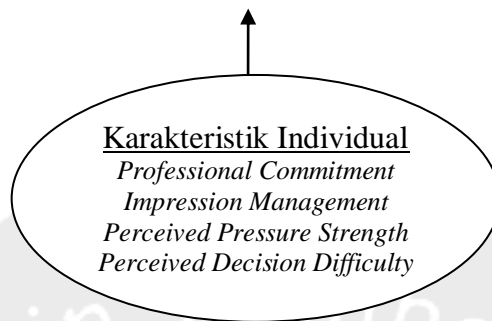 Karakteristik Individual
Professional Commitment
Impression Management
Perceived Pressure Strength
Perceived Decision Difficulty